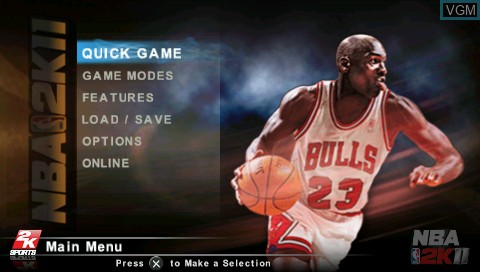 VGM
NBA 2K11
QUICK GAME
GAME MODES
FEATURES
LOAD / SAVE
OPTIONS
ONLINE
BULLS
23
2K
SPORTS
Main Menu
NBA
2K11
Press X to Make a Selection